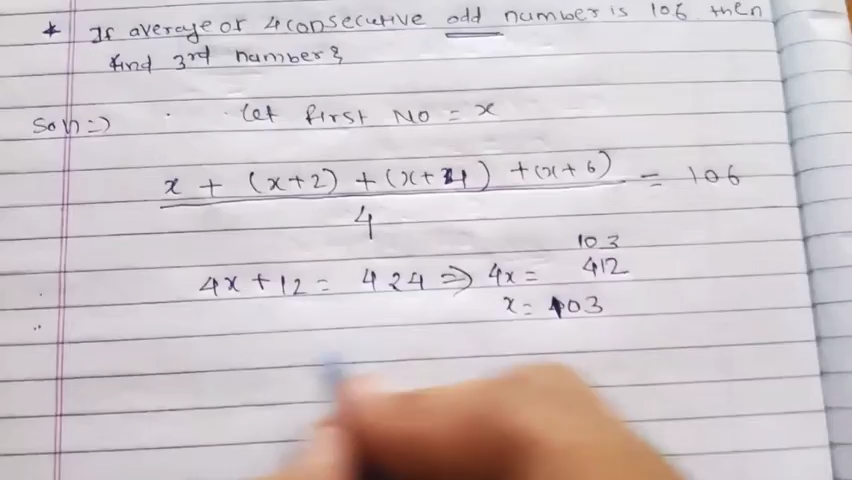 * If average of 4 consecutive odd number is 106 then
find 3rd number?
Soln=> Let first No = x
x + (x+2) + (x+4) + (x+6) = 106
4
103
4x + 12 = 424 => 4x = 412
x = 103